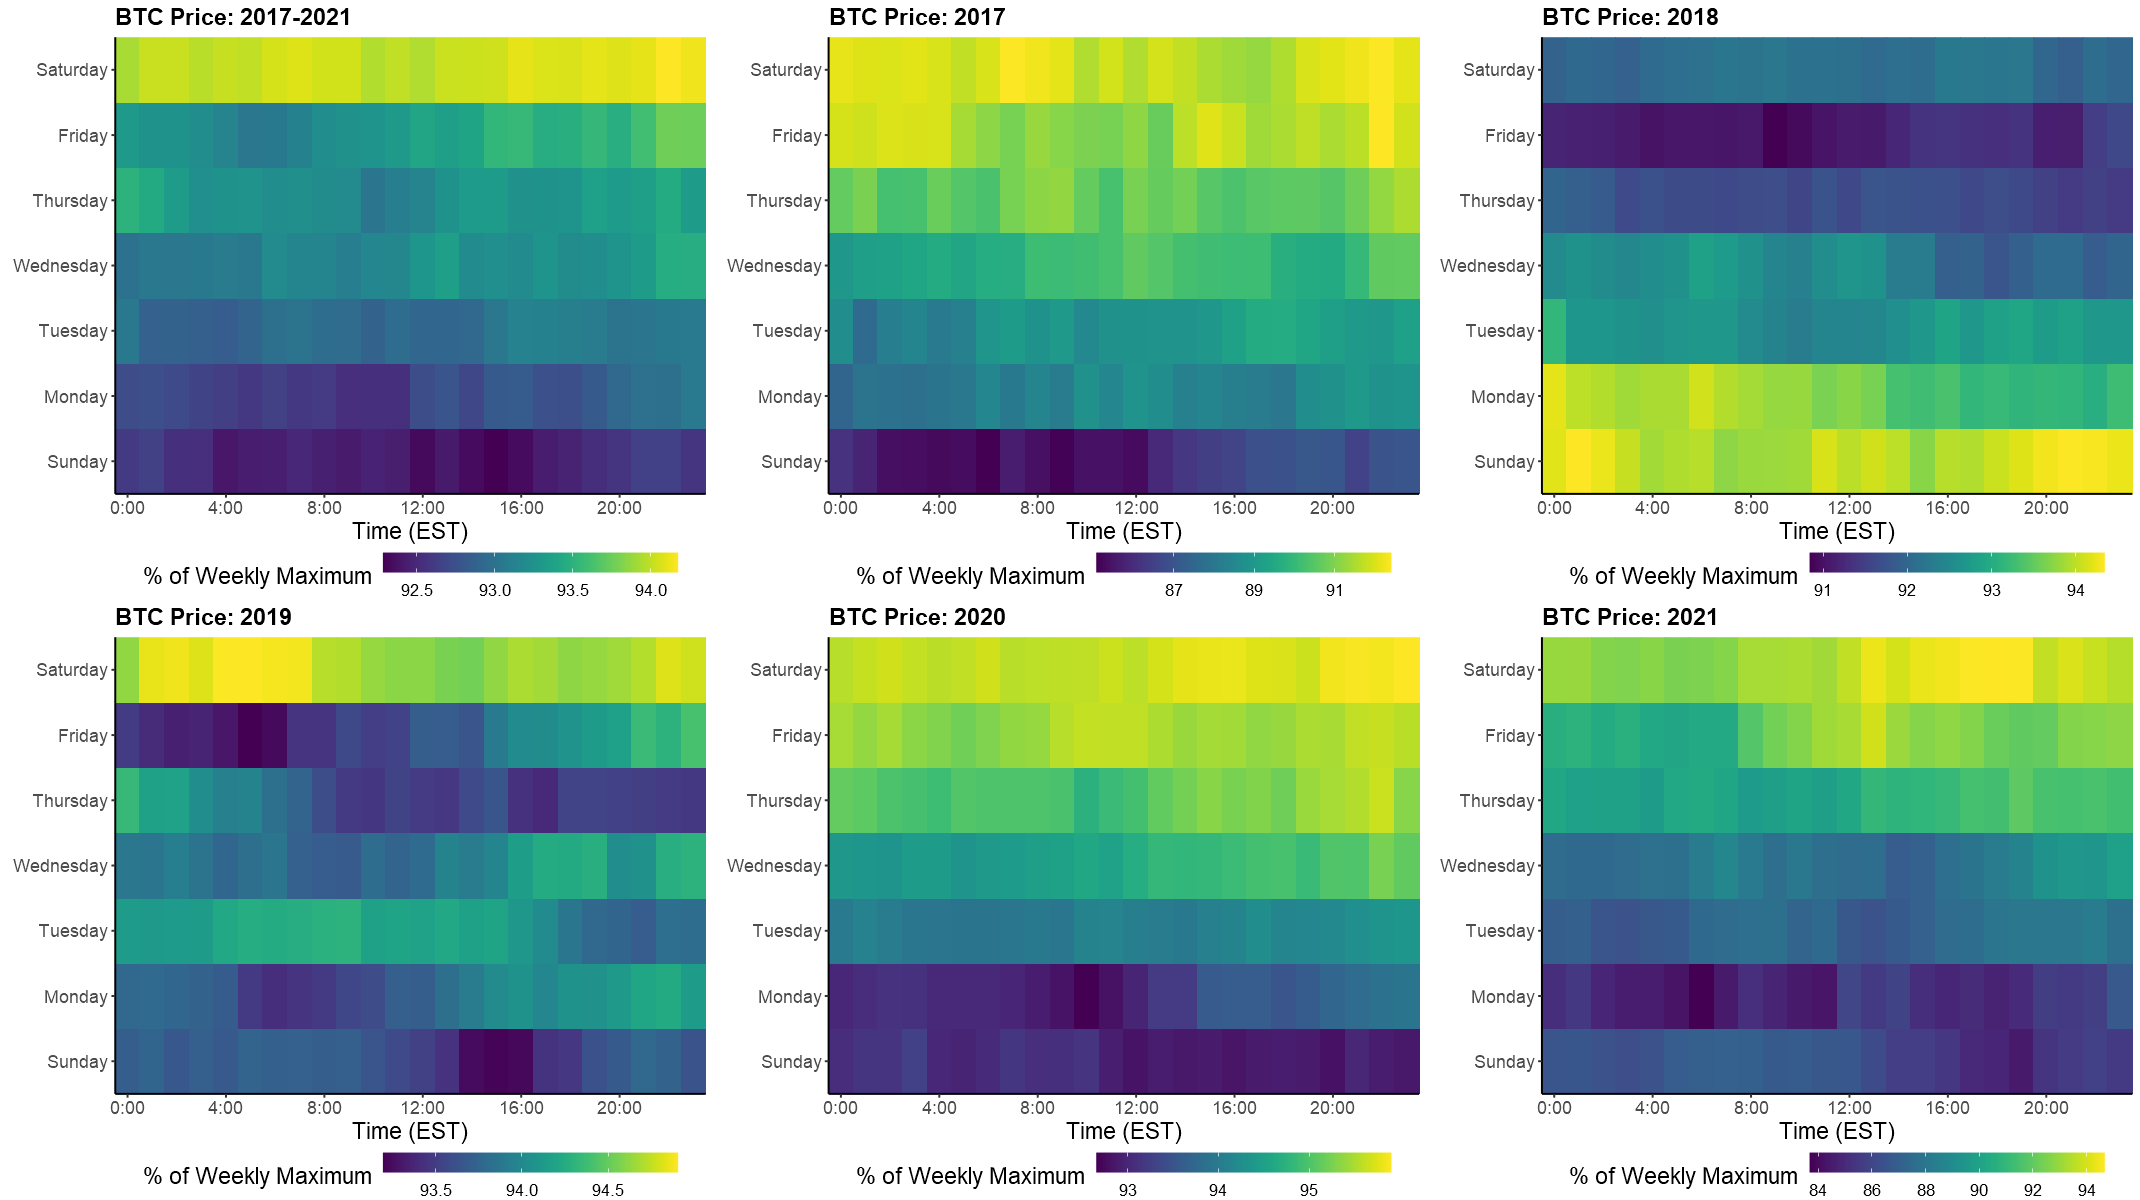 BTC Price: 2017-2021
Saturday
Friday
Thursday
Wednesday
Tuesday
Monday
Sunday
0:00 4:00 8:00 12:00 16:00 20:00
Time (EST)
% of Weekly Maximum
92.5 93.0 93.5 94.0
BTC Price: 2017
Saturday
Friday
Thursday
Wednesday
Tuesday
Monday
Sunday
0:00 4:00 8:00 12:00 16:00 20:00
Time (EST)
% of Weekly Maximum
87 89 91
BTC Price: 2018
Saturday
Friday
Thursday
Wednesday
Tuesday
Monday
Sunday
0:00 4:00 8:00 12:00 16:00 20:00
Time (EST)
% of Weekly Maximum
91 92 93 94
BTC Price: 2019
Saturday
Friday
Thursday
Wednesday
Tuesday
Monday
Sunday
0:00 4:00 8:00 12:00 16:00 20:00
Time (EST)
% of Weekly Maximum
93.5 94.0 94.5
BTC Price: 2020
Saturday
Friday
Thursday
Wednesday
Tuesday
Monday
Sunday
0:00 4:00 8:00 12:00 16:00 20:00
Time (EST)
% of Weekly Maximum
93 94 95
BTC Price: 2021
Saturday
Friday
Thursday
Wednesday
Tuesday
Monday
Sunday
0:00 4:00 8:00 12:00 16:00 20:00
Time (EST)
% of Weekly Maximum
84 86 88 90 92 94